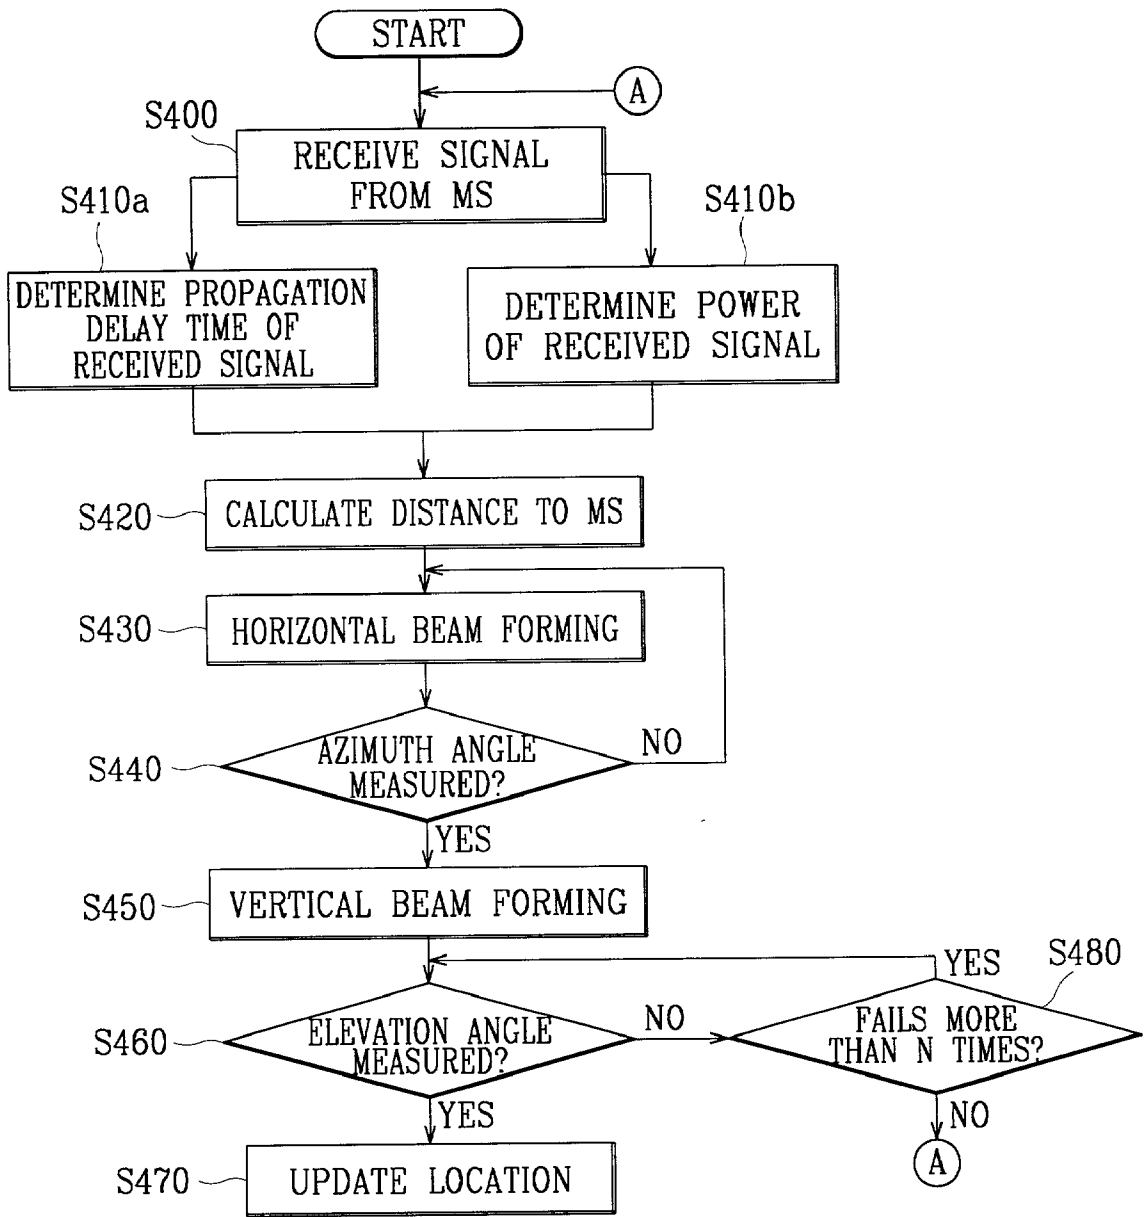 START
A
S400
RECEIVE SIGNAL
FROM MS
S410a
S410b
DETERMINE PROPAGATION
DELAY TIME OF
RECEIVED SIGNAL
DETERMINE POWER
OF RECEIVED SIGNAL
S420
CALCULATE DISTANCE TO MS
S430
HORIZONTAL BEAM FORMING
S440
AZIMUTH ANGLE
MEASURED?
NO
YES
S450
VERTICAL BEAM FORMING
YES
S480
S460
ELEVATION ANGLE
MEASURED?
NO
FAILS MORE
THAN N TIMES?
YES
NO
A
S470
UPDATE LOCATION